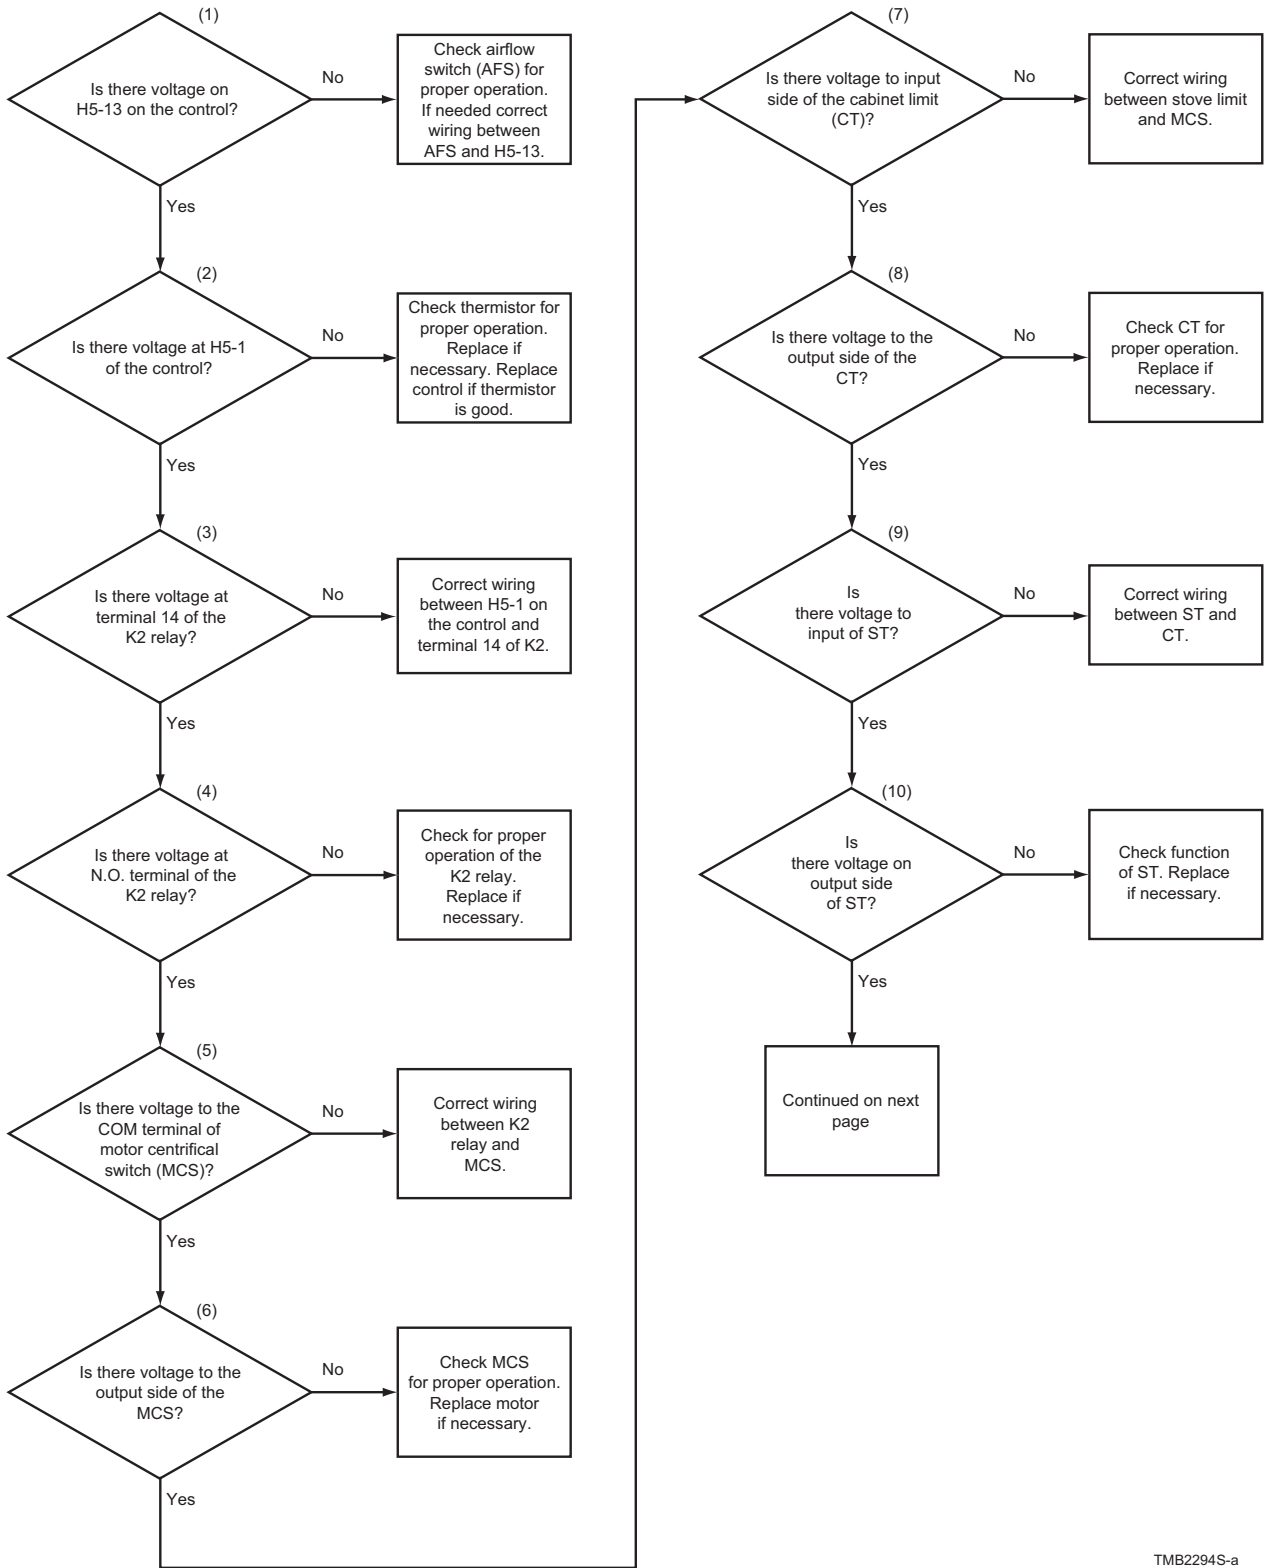 (1)
Is there voltage on
H5-13 on the control?
No
Check airflow
switch (AFS) for
proper operation.
If needed correct
wiring between
AFS and H5-13.
Yes
(2)
Is there voltage at H5-1
of the control?
No
Check thermistor for
proper operation.
Replace if
necessary. Replace
control if thermistor
is good.
Yes
(3)
Is there voltage at
terminal 14 of the
K2 relay?
No
Correct wiring
between H5-1 on
the control and
terminal 14 of K2.
Yes
(4)
Is there voltage at
N.O. terminal of the
K2 relay?
No
Check for proper
operation of the
K2 relay.
Replace if
necessary.
Yes
(5)
Is there voltage to the
COM terminal of
motor centrifical
switch (MCS)?
No
Correct wiring
between K2
relay and
MCS.
Yes
(6)
Is there voltage to the
output side of the
MCS?
No
Check MCS
for proper operation.
Replace motor
if necessary.
Yes
(7)
Is there voltage to input
side of the cabinet limit
(CT)?
No
Correct wiring
between stove limit
and MCS.
Yes
(8)
Is there voltage to the
output side of the
CT?
No
Check CT for
proper operation.
Replace if
necessary.
Yes
(9)
Is
there voltage to
input of ST?
No
Correct wiring
between ST and
CT.
Yes
(10)
Is
there voltage on
output side
of ST?
No
Check function
of ST. Replace
if necessary.
Yes
Continued on next
page
TMB2294S-a